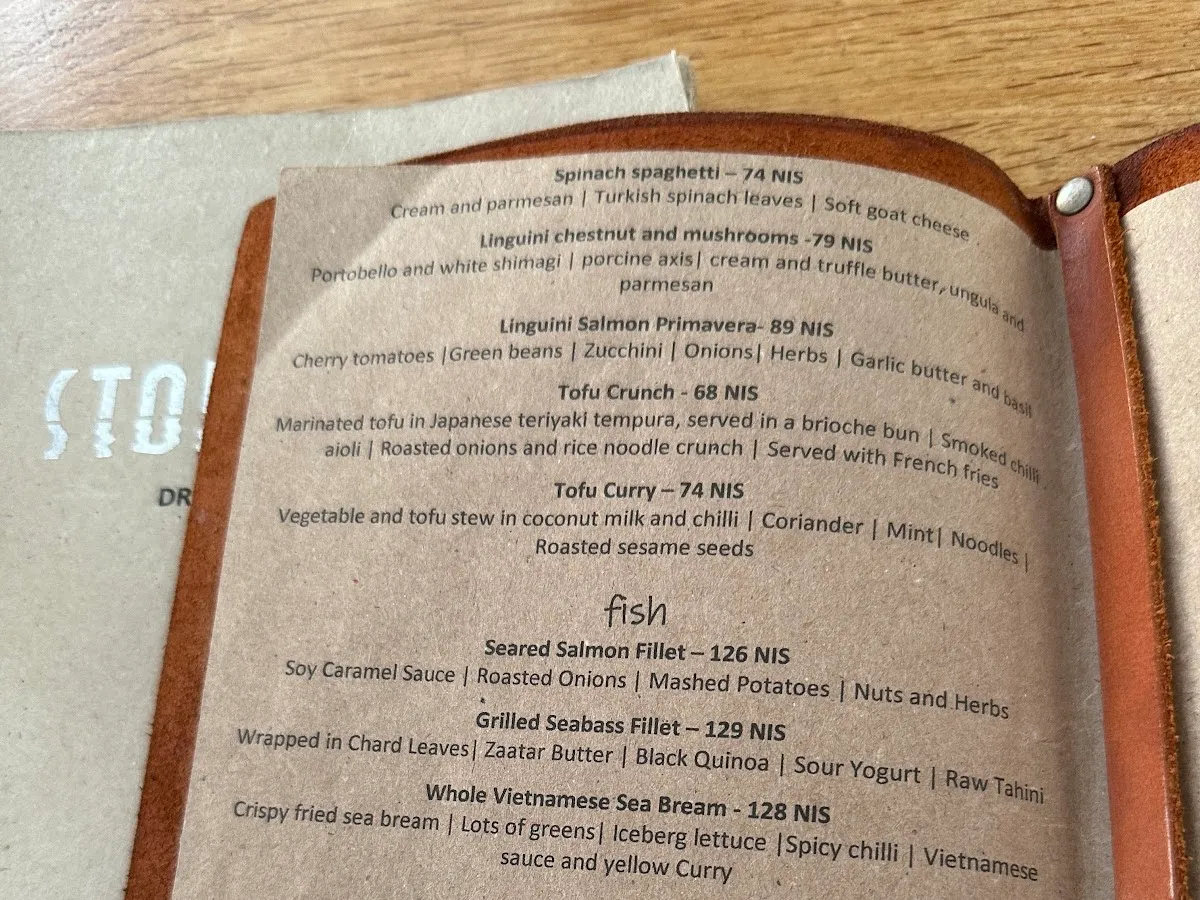 Spinach spaghetti – 74 NIS
Cream and parmesan | Turkish spinach leaves | Soft goat cheese
Linguini chestnut and mushrooms -79 NIS
Portobello and white shimagi | porcine axis| cream and truffle butter, ungula and
parmesan
Linguini Salmon Primavera- 89 NIS
Cherry tomatoes |Green beans | Zucchini | Onions| Herbs | Garlic butter and basil
Tofu Crunch - 68 NIS
Marinated tofu in Japanese teriyaki tempura, served in a brioche bun | Smoked chilli
aioli | Roasted onions and rice noodle crunch | Served with French fries
Tofu Curry – 74 NIS
Vegetable and tofu stew in coconut milk and chilli | Coriander | Mint| Noodles |
Roasted sesame seeds
fish
Seared Salmon Fillet – 126 NIS
Soy Caramel Sauce | Roasted Onions | Mashed Potatoes | Nuts and Herbs
Grilled Seabass Fillet – 129 NIS
Wrapped in Chard Leaves| Zaatar Butter | Black Quinoa | Sour Yogurt | Raw Tahini
Whole Vietnamese Sea Bream - 128 NIS
Crispy fried sea bream | Lots of greens| Iceberg lettuce |Spicy chilli | Vietnamese
sauce and yellow Curry
STO
DR